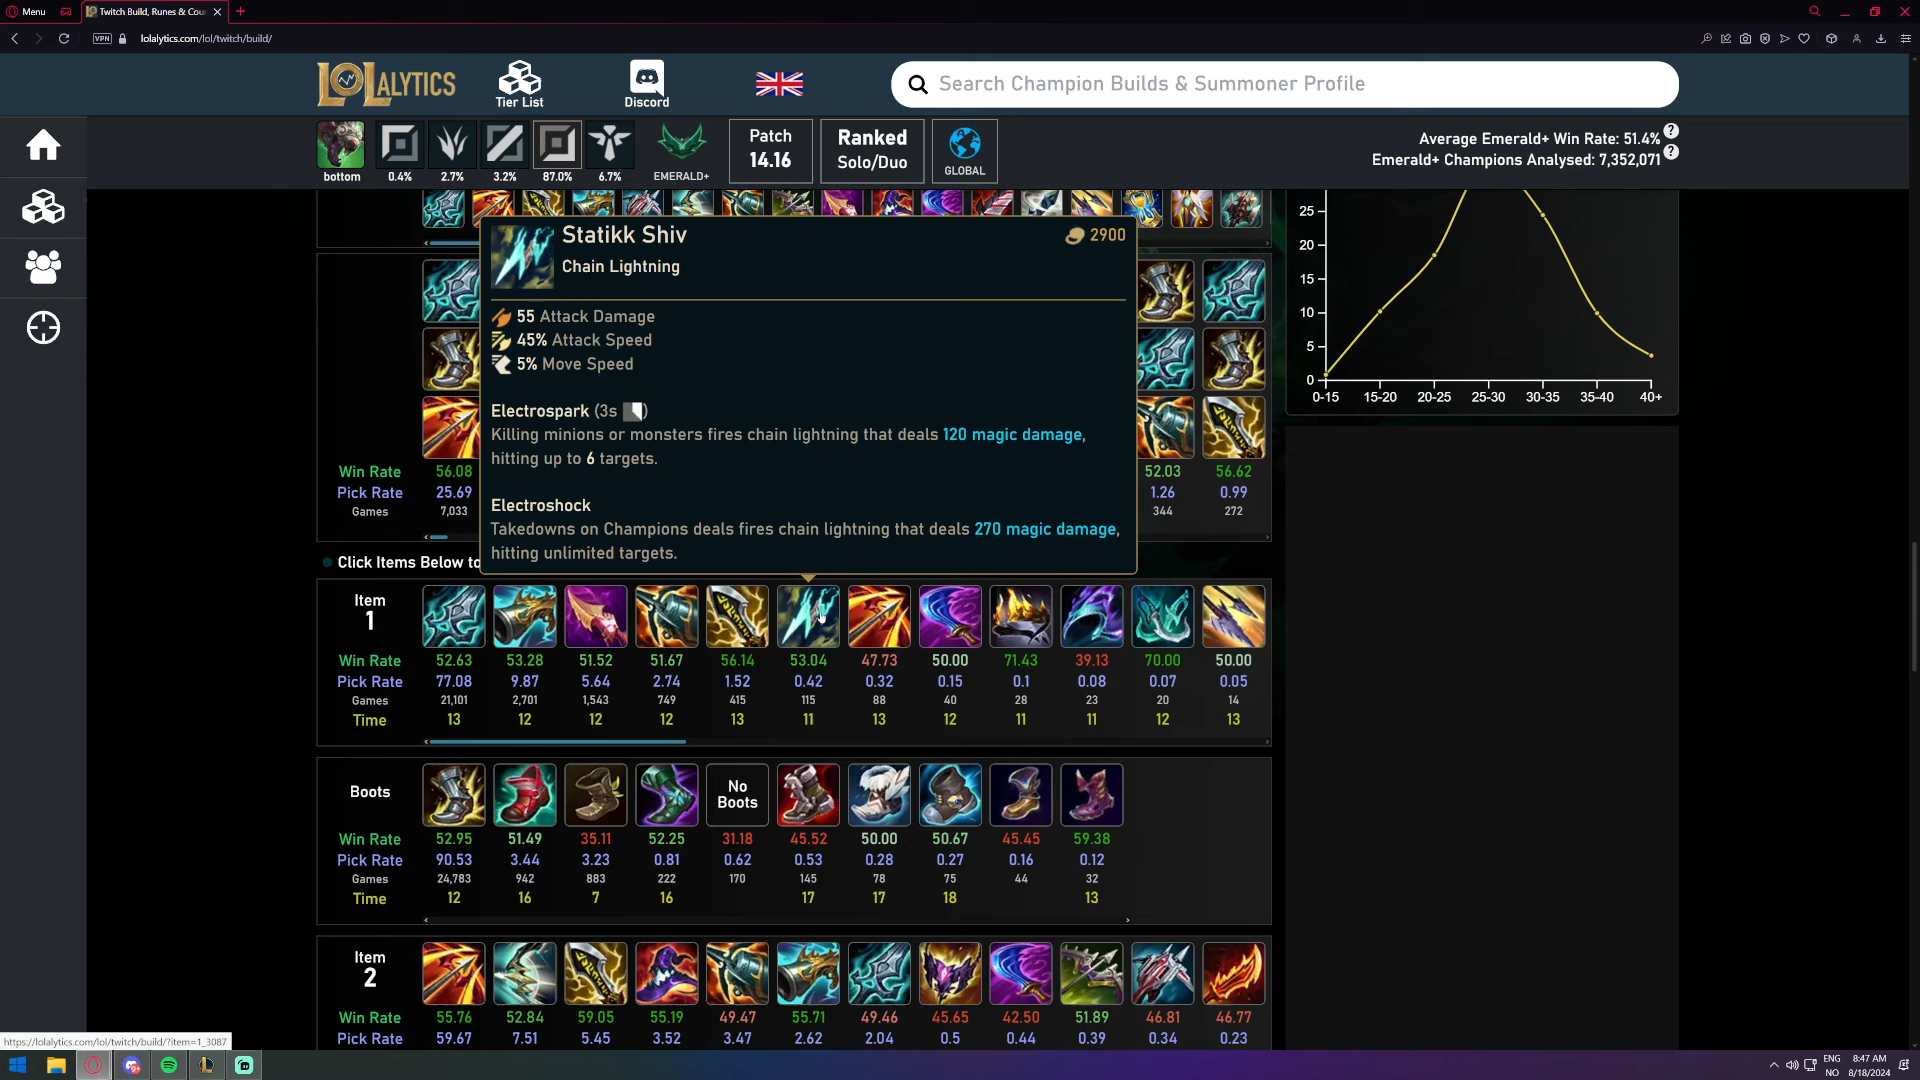 Menu
Twitch Build, Runes & Cou
VPN
lolalytics.com/lol/twitch/build/
LOLALYTICS
Tier List
Discord
Search Champion Builds & Summoner Profile
bottom
0.4%
2.7%
3.2%
87.0%
6.7%
EMERALD+
Patch
14.16
Ranked
Solo/Duo
GLOBAL
Average Emerald+ Win Rate: 51.4% ?
Emerald+ Champions Analysed: 7,352,071 ?
Statikk Shiv
2900
Chain Lightning
55 Attack Damage
45% Attack Speed
5% Move Speed
Electrospark (3s )
Killing minions or monsters fires chain lightning that deals 120 magic damage,
hitting up to 6 targets.
Electroshock
Takedowns on Champions deals fires chain lightning that deals 270 magic damage,
hitting unlimited targets.
25
20
15
10
5
0
0-15 15-20 20-25 25-30 30-35 35-40 40+
Win Rate 56.08 52.03 56.62
Pick Rate 25.69 1.26 0.99
Games 7,033 344 272
Click Items Below to
Item
1
Win Rate 52.63 53.28 51.52 51.67 56.14 53.04 47.73 50.00 71.43 39.13 70.00 50.00
Pick Rate 77.08 9.87 5.64 2.74 1.52 0.42 0.32 0.15 0.1 0.08 0.07 0.05
Games 21,101 2,701 1,543 749 415 115 88 40 28 23 20 14
Time 13 12 12 12 13 11 13 12 11 11 12 13
Boots
No
Boots
Win Rate 52.95 51.49 35.11 52.25 31.18 45.52 50.00 50.67 45.45 59.38
Pick Rate 90.53 3.44 3.23 0.81 0.62 0.53 0.28 0.27 0.16 0.12
Games 24,783 942 883 222 170 145 78 75 44 32
Time 12 16 7 16 17 17 18 13
Item
2
Win Rate 55.76 52.84 59.05 55.19 49.47 55.71 49.46 45.65 42.50 51.89 46.81 46.77
Pick Rate 59.67 7.51 5.45 3.52 3.47 2.62 2.04 0.5 0.44 0.39 0.34 0.23
https://lolalytics.com/lol/twitch/build/?item=1_3087
ENG
NO
8:47 AM
8/18/2024